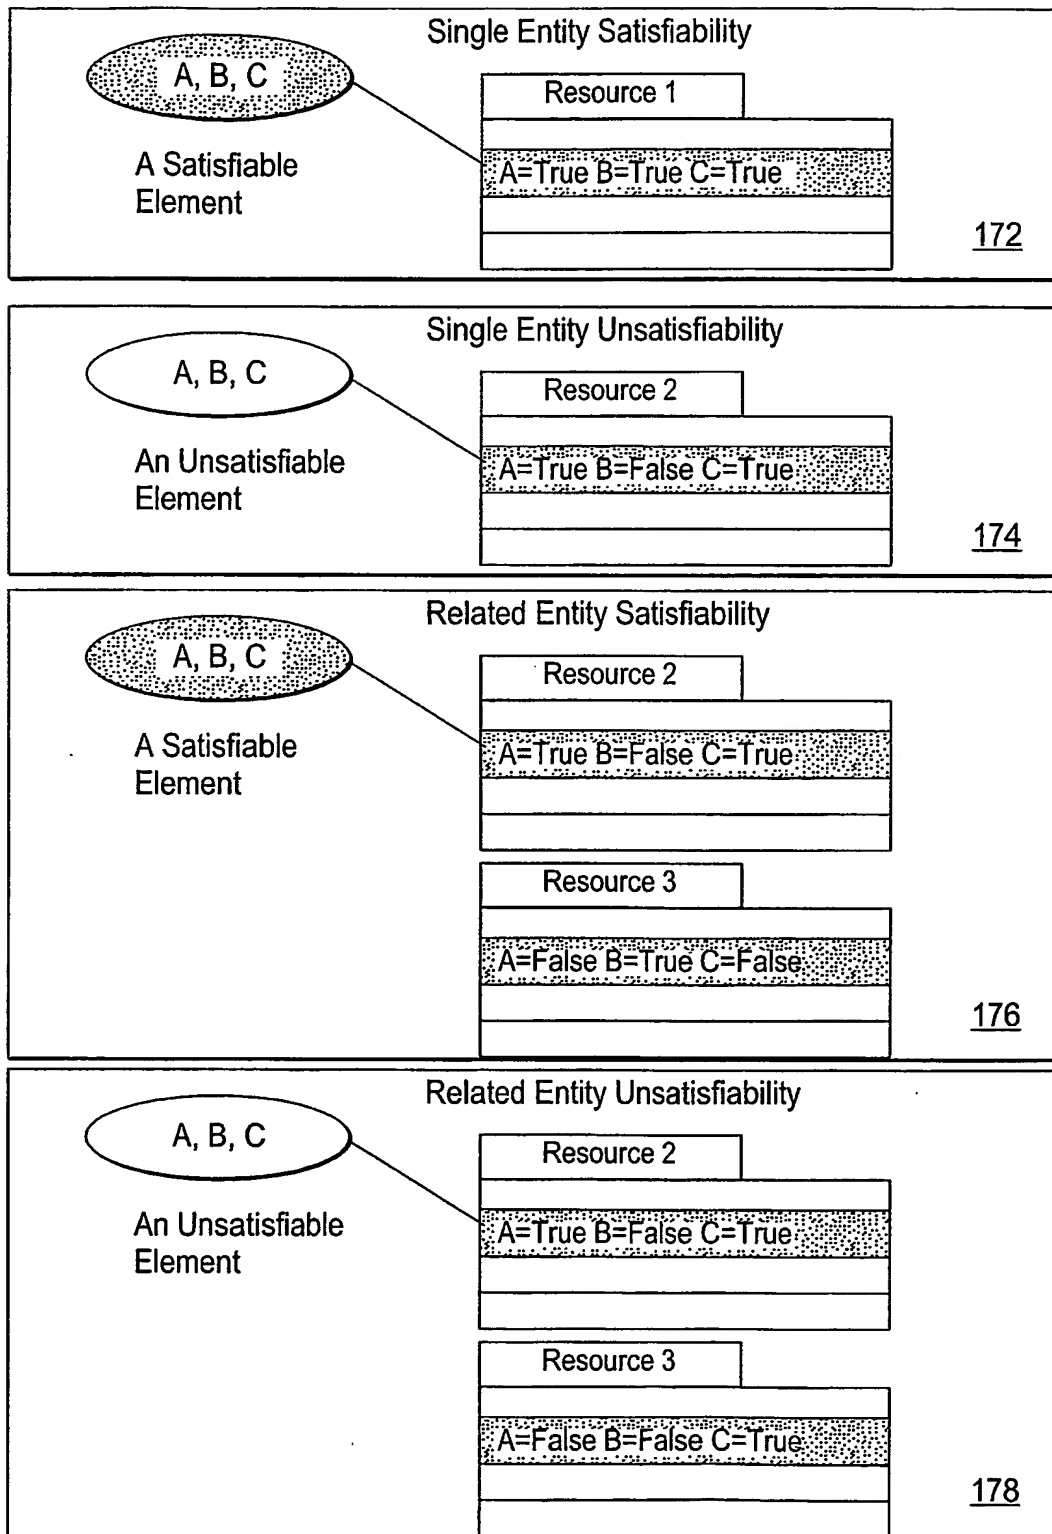 Single Entity Satisfiability
A, B, C
Resource 1
A Satisfiable
Element
A=True B=True C=True
172
Single Entity Unsatisfiability
A, B, C
Resource 2
An Unsatisfiable
Element
A=True B=False C=True
174
Related Entity Satisfiability
A, B, C
Resource 2
A Satisfiable
Element
A=True B=False C=True
Resource 3
A=False B=True C=False
176
Related Entity Unsatisfiability
A, B, C
Resource 2
An Unsatisfiable
Element
A=True B=False C=True
Resource 3
A=False B=False C=True
178